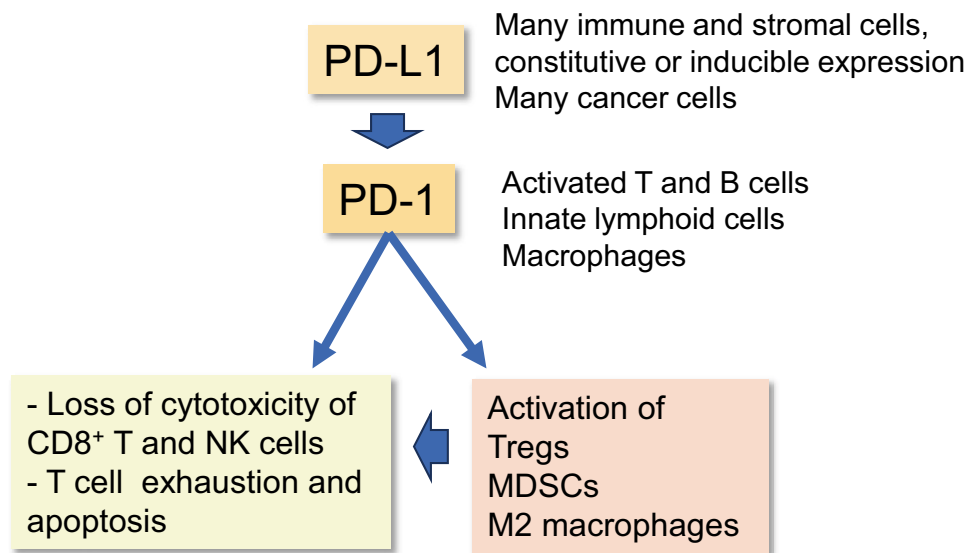 PD-L1
Many immune and stromal cells,
constitutive or inducible expression
Many cancer cells
PD-1
Activated T and B cells
Innate lymphoid cells
Macrophages
- Loss of cytotoxicity of
CD8⁺ T and NK cells
- T cell  exhaustion and
apoptosis
Activation of
Tregs
MDSCs
M2 macrophages